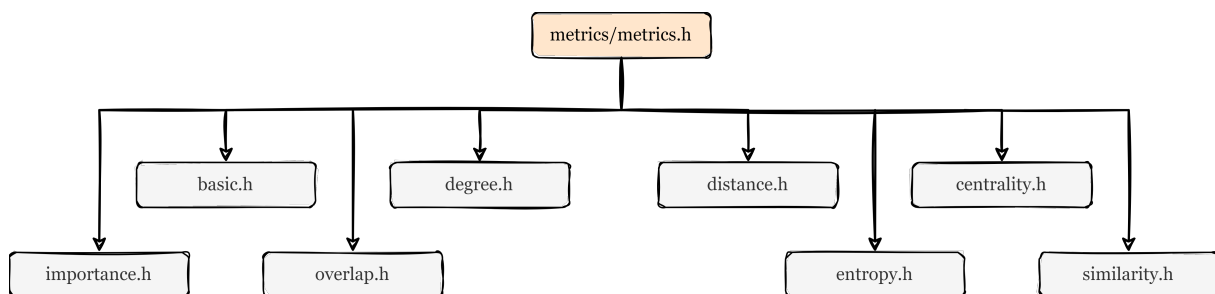 metrics/metrics.h
basic.h
degree.h
distance.h
centrality.h
importance.h
overlap.h
entropy.h
similarity.h